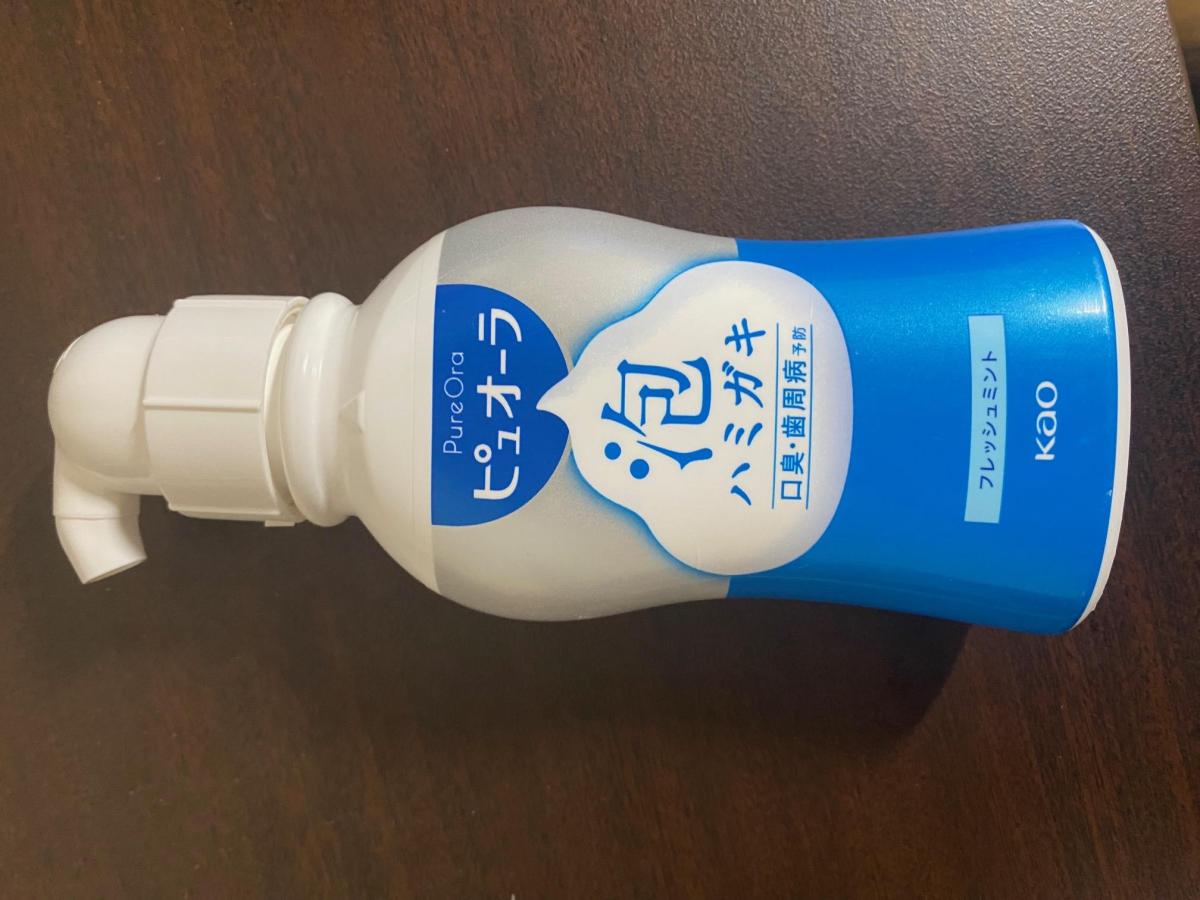 PureOra
ピュオーラ
泡
ハミガキ
口臭・歯周病予防
フレッシュミント
Kao